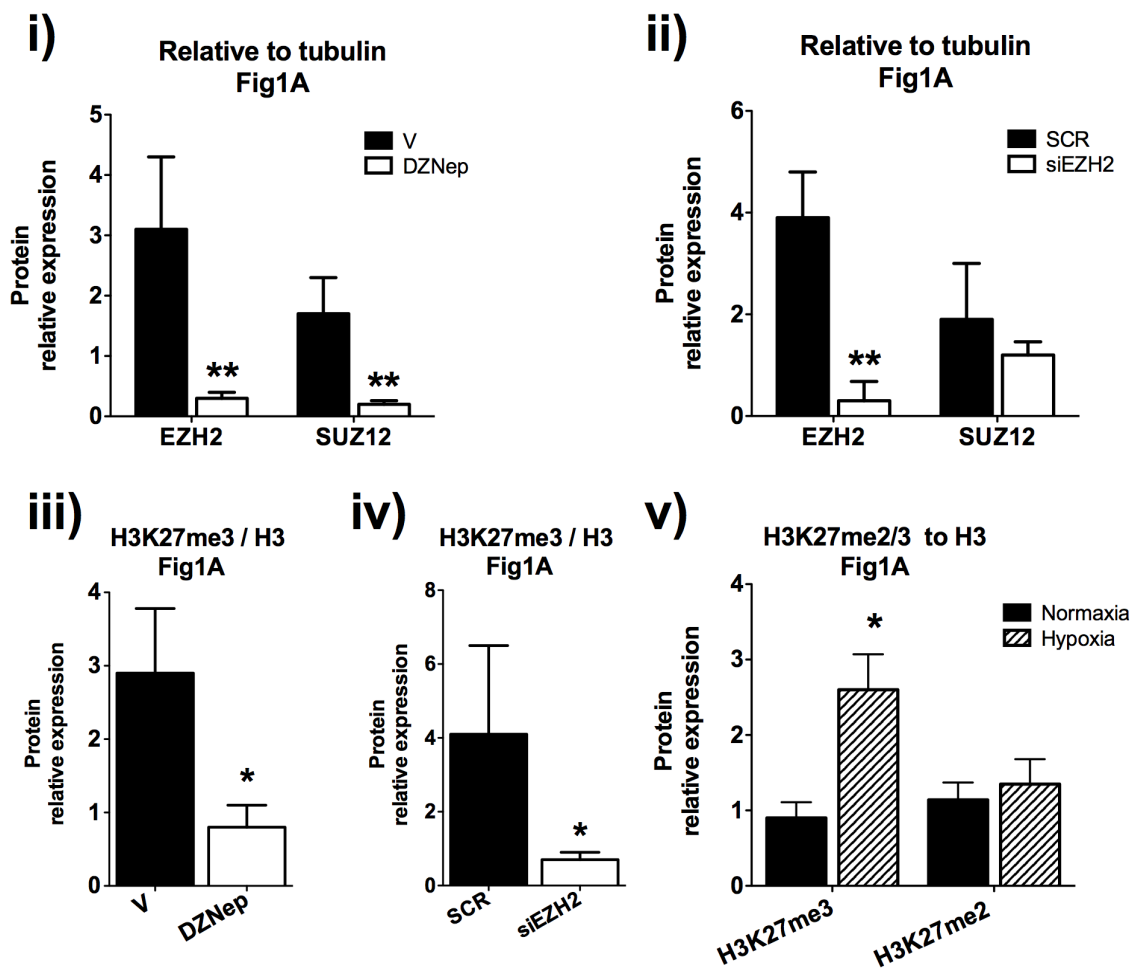 i)
Relative to tubulin
Fig1A
Protein
relative expression
5
4
3
2
1
0
V
DZNep
**
**
EZH2
SUZ12
ii)
Relative to tubulin
Fig1A
Protein
relative expression
6
4
2
0
SCR
siEZH2
**
EZH2
SUZ12
iii)
H3K27me3 / H3
Fig1A
Protein
relative expression
4
3
2
1
0
*
V
DZNep
iv)
H3K27me3 / H3
Fig1A
Protein
relative expression
8
6
4
2
0
*
SCR
siEZH2
v)
H3K27me2/3 to H3
Fig1A
Protein
relative expression
4
3
2
1
0
Normaxia
Hypoxia
*
H3K27me3
H3K27me2